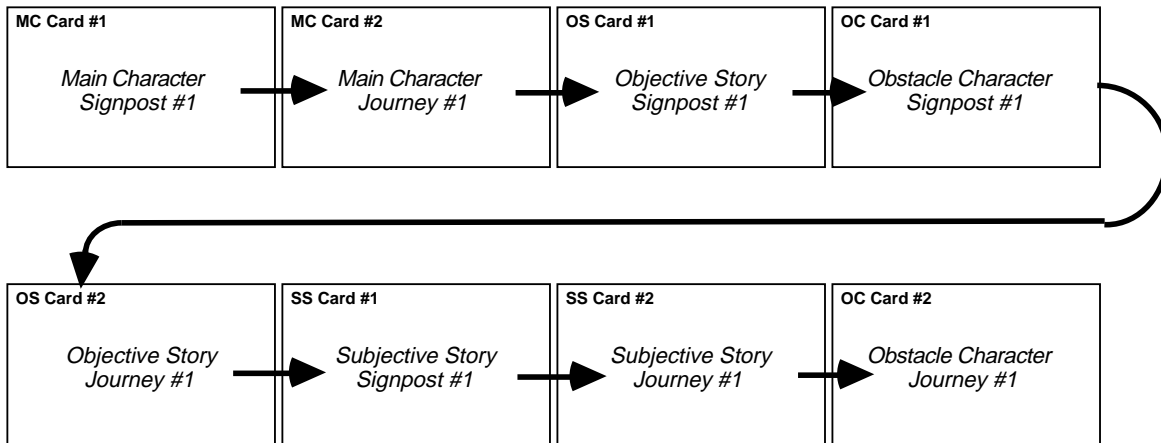 MC Card #1
Main Character
Signpost #1
MC Card #2
Main Character
Journey #1
OS Card #1
Objective Story
Signpost #1
OC Card #1
Obstacle Character
Signpost #1
OS Card #2
Objective Story
Journey #1
SS Card #1
Subjective Story
Signpost #1
SS Card #2
Subjective Story
Journey #1
OC Card #2
Obstacle Character
Journey #1